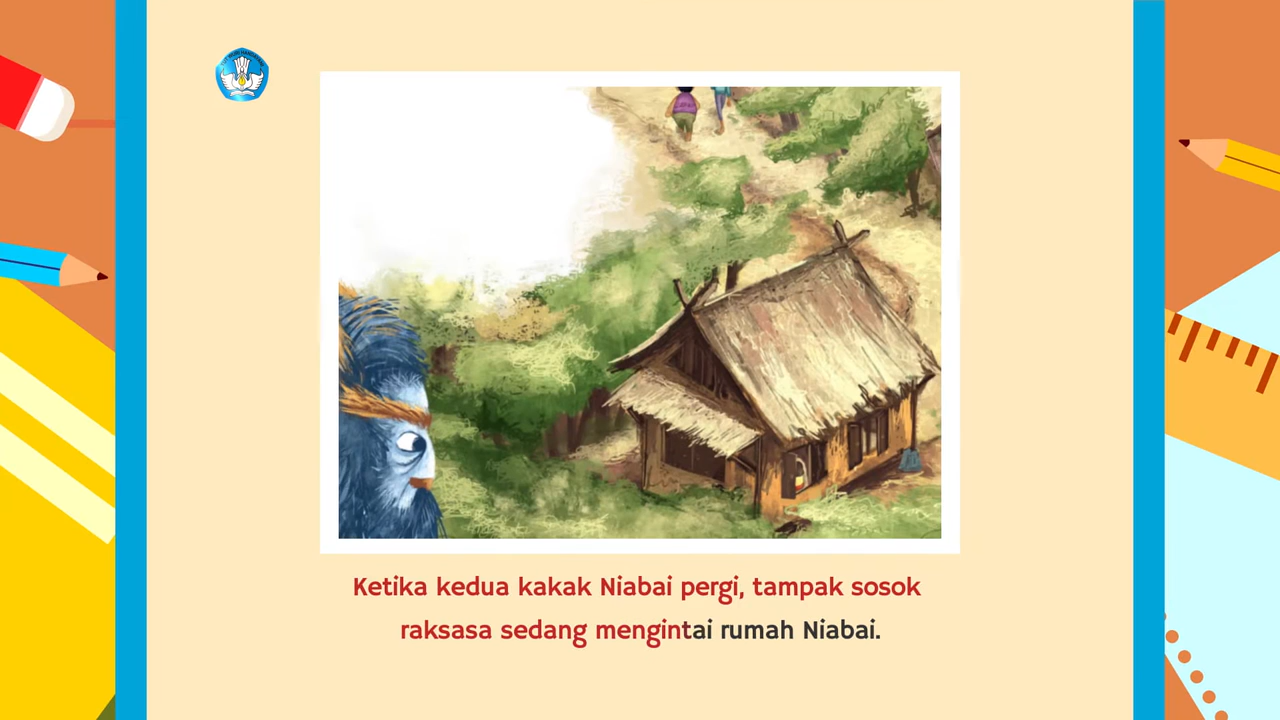 Ketika kedua kakak Niabai pergi, tampak sosok
raksasa sedang mengintai rumah Niabai.